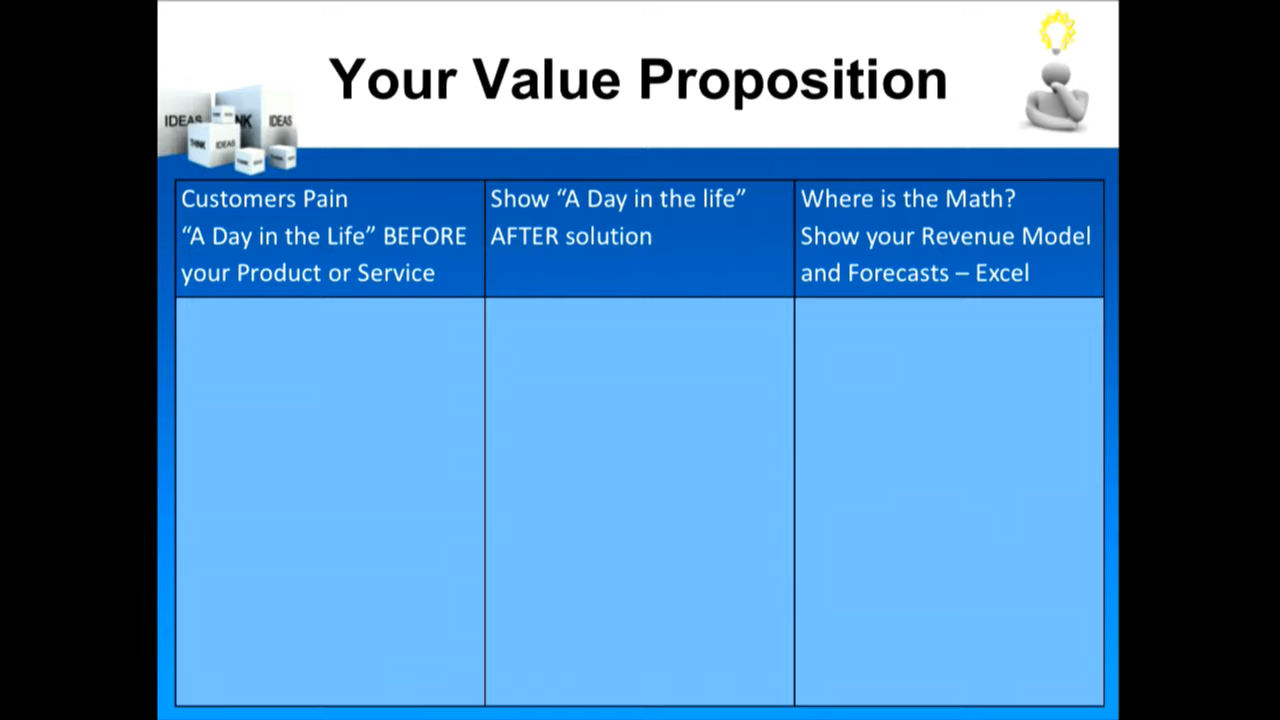 Your Value Proposition
IDEAS
NK
IDEAS
THINK
IDEAS
Customers Pain
“A Day in the Life” BEFORE
your Product or Service
Show “A Day in the life”
AFTER solution
Where is the Math?
Show your Revenue Model
and Forecasts – Excel